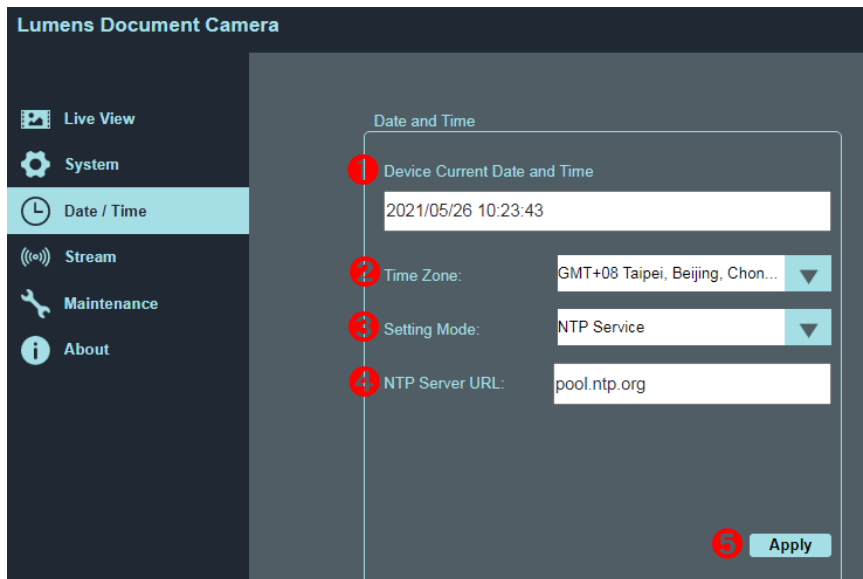 Lumens Document Camera
Live View
System
Date / Time
Stream
Maintenance
About
Date and Time
1 Device Current Date and Time
2021/05/26 10:23:43
2 Time Zone: GMT+08 Taipei, Beijing, Chon...
3 Setting Mode: NTP Service
4 NTP Server URL: pool.ntp.org
5 Apply